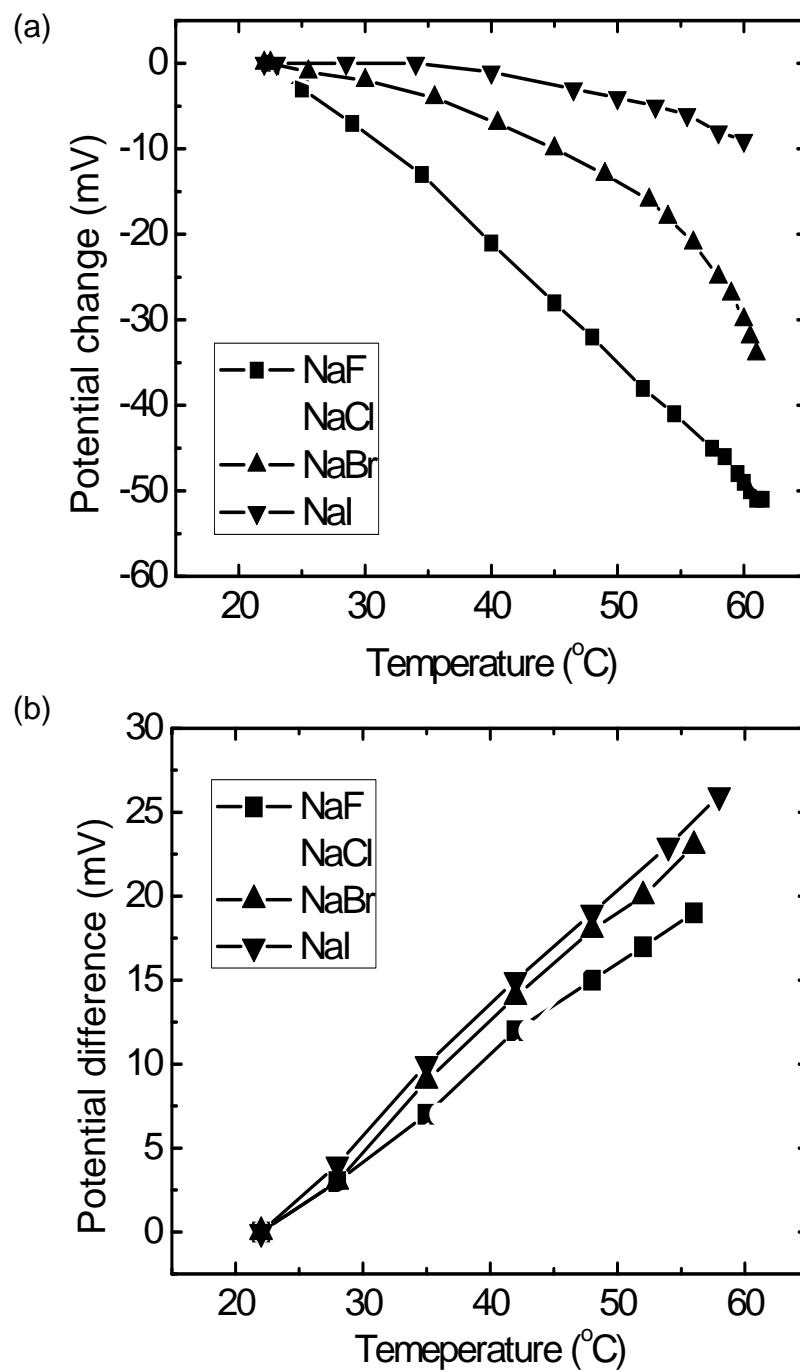 (a)
0
-10
-20
-30
-40
-50
-60
Potential change (mV)
NaF
NaCl
NaBr
NaI
20 30 40 50 60
Temperature (°C)
(b)
30
25
20
15
10
5
0
Potential difference (mV)
NaF
NaCl
NaBr
NaI
20 30 40 50 60
Temeperature (°C)